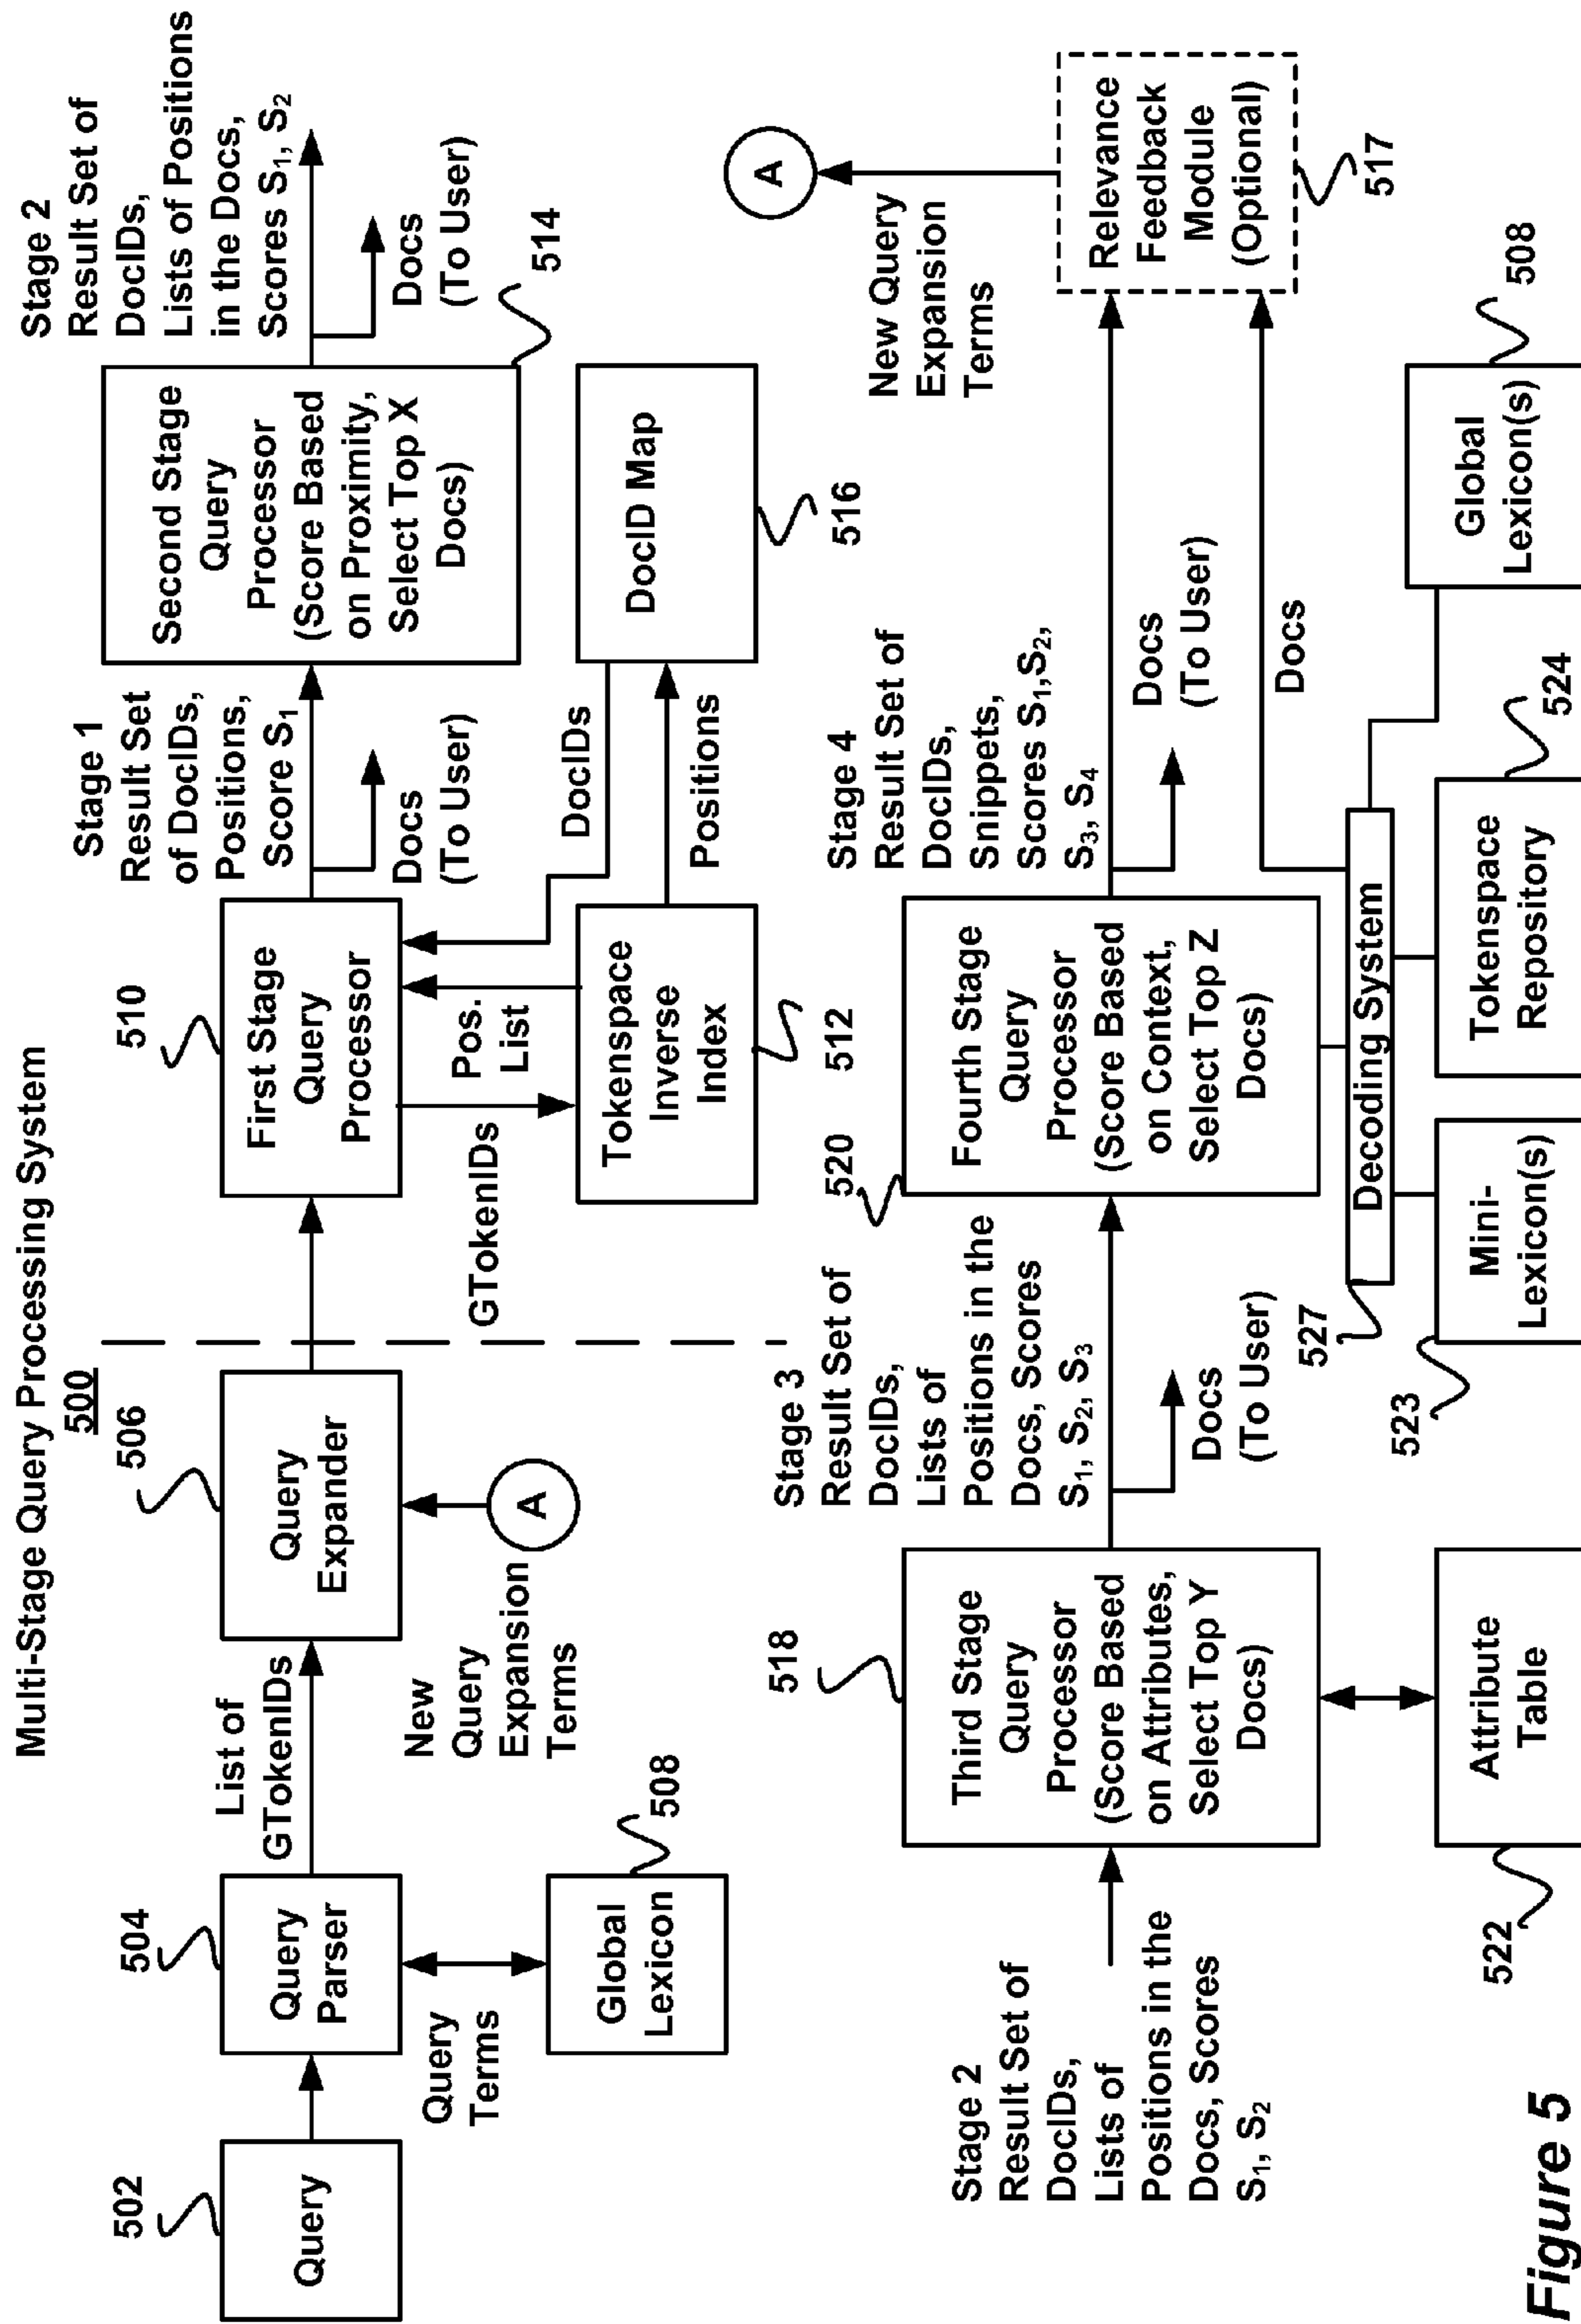 Multi-Stage Query Processing System
500
502
Query
504
Query
Parser
Query
Terms
Global
Lexicon
508
List of
GTokenIDs
506
Query
Expander
A
New
Query
Expansion
Terms
510
First Stage
Query
Processor
GTokenIDs
Pos.
List
Tokenspace
Inverse
Index
512
Stage 1
Result Set
of DocIDs,
Positions,
Score S₁
Docs
(To User)
DocIDs
Positions
Second Stage
Query
Processor
(Score Based
on Proximity,
Select Top X
Docs)
514
DocID Map
516
Stage 2
Result Set of
DocIDs,
Lists of Positions
in the Docs,
Scores S₁, S₂
Docs
(To User)
Stage 2
Result Set of
DocIDs,
Lists of
Positions in the
Docs, Scores
S₁, S₂
518
Third Stage
Query
Processor
(Score Based
on Attributes,
Select Top Y
Docs)
522
Attribute
Table
Stage 3
Result Set of
DocIDs,
Lists of
Positions in the
Docs, Scores
S₁, S₂, S₃
Docs
(To User)
520
Fourth Stage
Query
Processor
(Score Based
on Context,
Select Top Z
Docs)
527
Decoding System
523
Mini-
Lexicon(s)
Tokenspace
Repository
524
Global
Lexicon(s)
508
Stage 4
Result Set of
DocIDs,
Snippets,
Scores S₁,S₂,
S₃, S₄
Docs
(To User)
Docs
New Query
Expansion
Terms
A
Relevance
Feedback
Module
(Optional)
517
Figure 5